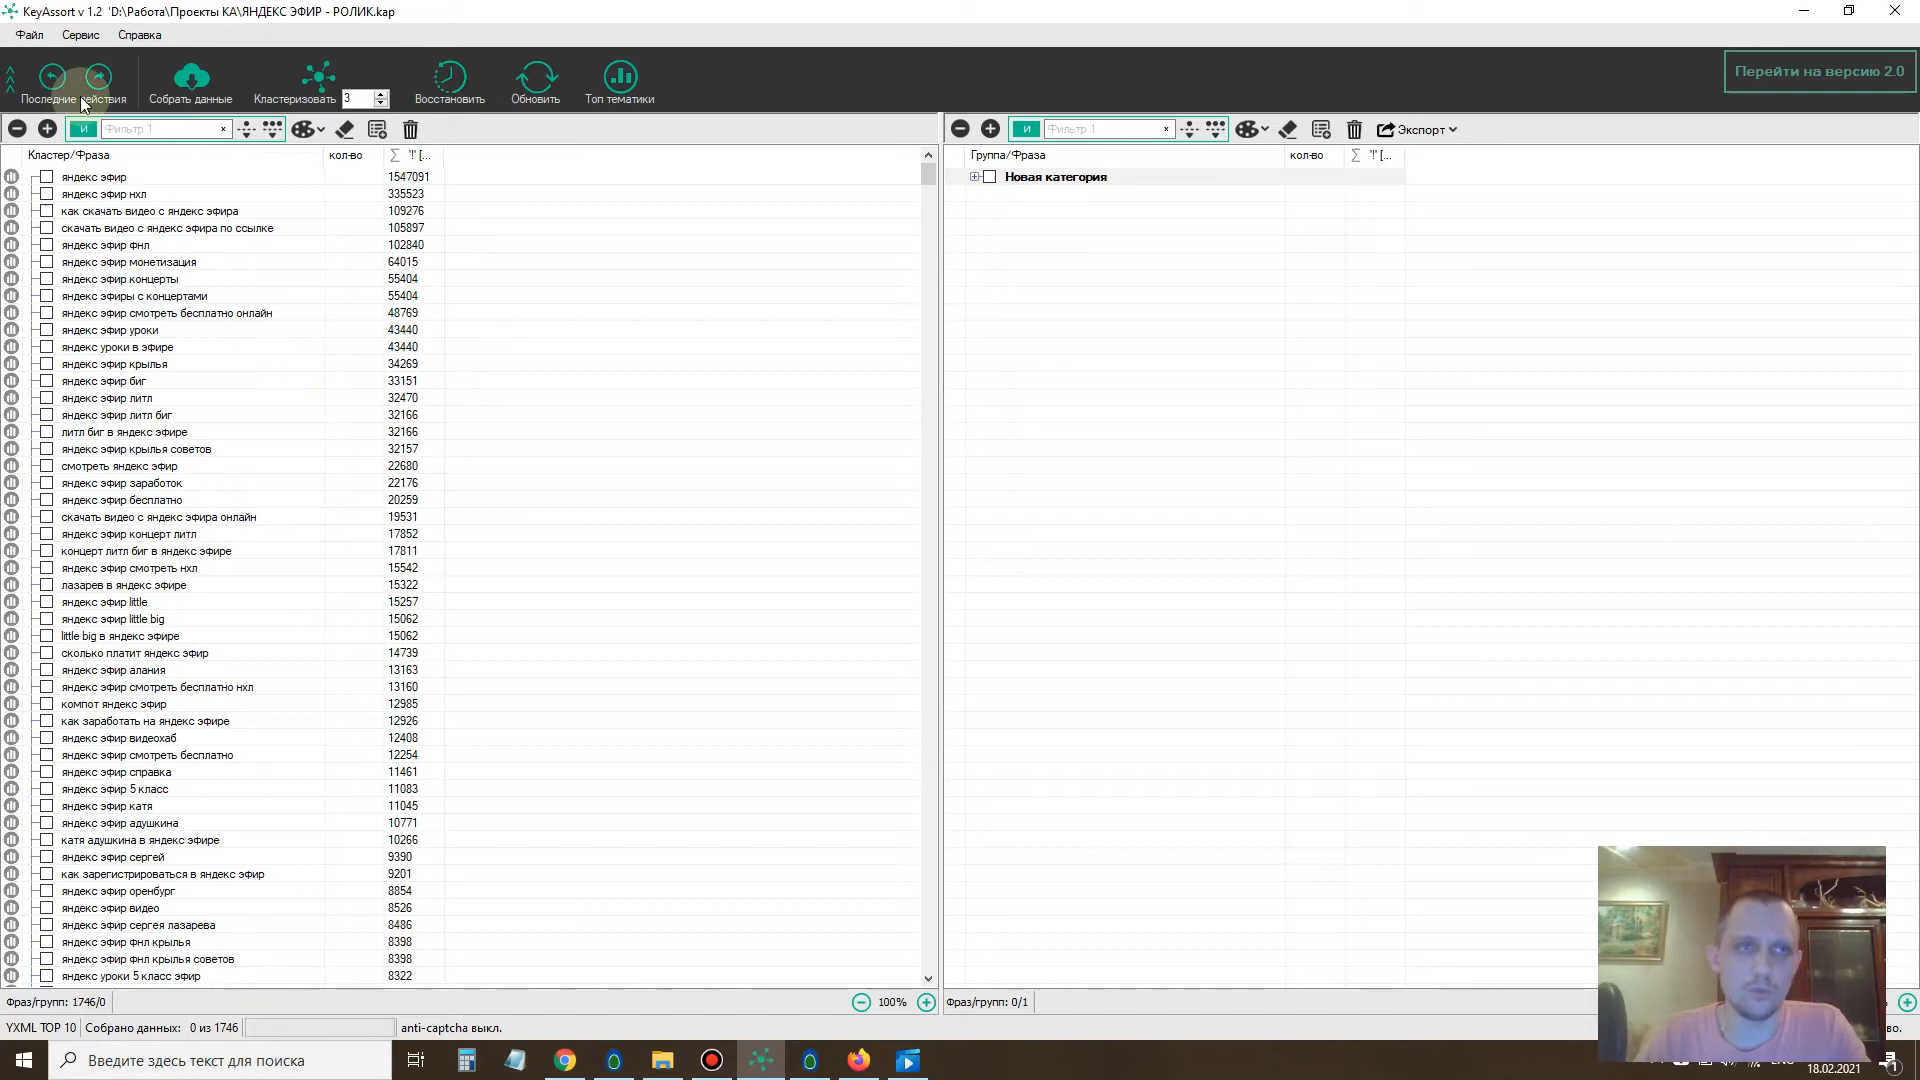 KeyAssort v 1.2 'D:\Работа\Проекты КА\ЯНДЕКС ЭФИР - РОЛИК.kap
Файл Сервис Справка
Последние действия Собрать данные Кластеризовать 3 Восстановить Обновить Топ тематики Перейти на версию 2.0
И Фильтр 1 × И Фильтр 1 × Экспорт
Кластер/Фраза кол-во ∑ "!" [... Группа/Фраза кол-во ∑ "!" [...
яндекс эфир 1547091 Новая категория
яндекс эфир нхл 335523
как скачать видео с яндекс эфира 109276
скачать видео с яндекс эфира по ссылке 105897
яндекс эфир фнл 102840
яндекс эфир монетизация 64015
яндекс эфир концерты 55404
яндекс эфиры с концертами 55404
яндекс эфир смотреть бесплатно онлайн 48769
яндекс эфир уроки 43440
яндекс уроки в эфире 43440
яндекс эфир крылья 34269
яндекс эфир биг 33151
яндекс эфир литл 32470
яндекс эфир литл биг 32166
литл биг в яндекс эфире 32166
яндекс эфир крылья советов 32157
смотреть яндекс эфир 22680
яндекс эфир заработок 22176
яндекс эфир бесплатно 20259
скачать видео с яндекс эфира онлайн 19531
яндекс эфир концерт литл 17852
концерт литл биг в яндекс эфире 17811
яндекс эфир смотреть нхл 15542
лазарев в яндекс эфире 15322
яндекс эфир little 15257
яндекс эфир little big 15062
little big в яндекс эфире 15062
сколько платит яндекс эфир 14739
яндекс эфир алания 13163
яндекс эфир смотреть бесплатно нхл 13160
компот яндекс эфир 12985
как заработать на яндекс эфире 12926
яндекс эфир видеохаб 12408
яндекс эфир смотреть бесплатно 12254
яндекс эфир справка 11461
яндекс эфир 5 класс 11083
яндекс эфир катя 11045
яндекс эфир адушкина 10771
катя адушкина в яндекс эфире 10266
яндекс эфир сергей 9390
как зарегистрироваться в яндекс эфир 9201
яндекс эфир оренбург 8854
яндекс эфир видео 8526
яндекс эфир сергея лазарева 8486
яндекс эфир фнл крылья 8398
яндекс эфир фнл крылья советов 8398
яндекс уроки 5 класс эфир 8322
Фраз/групп: 1746/0 100% Фраз/групп: 0/1
YXML TOP 10 Собрано данных: 0 из 1746 anti-captcha выкл. во.
Введите здесь текст для поиска
18.02.2021 1